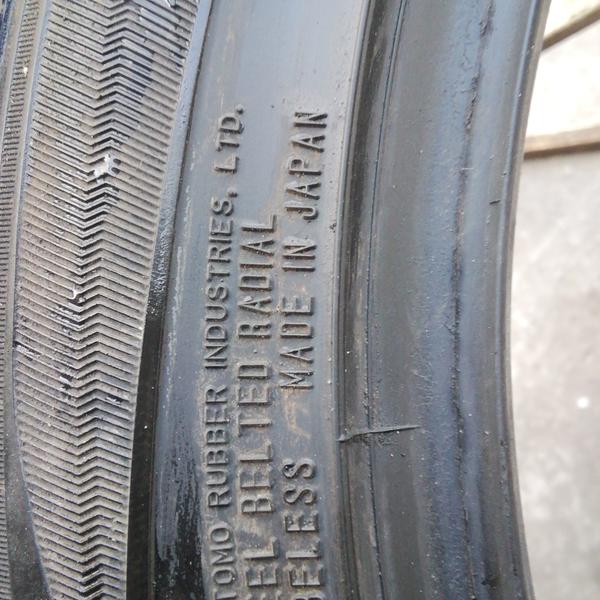 TOMO RUBBER INDUSTRIES, LTD.
EEL BELTED RADIAL
BELESS MADE IN JAPAN